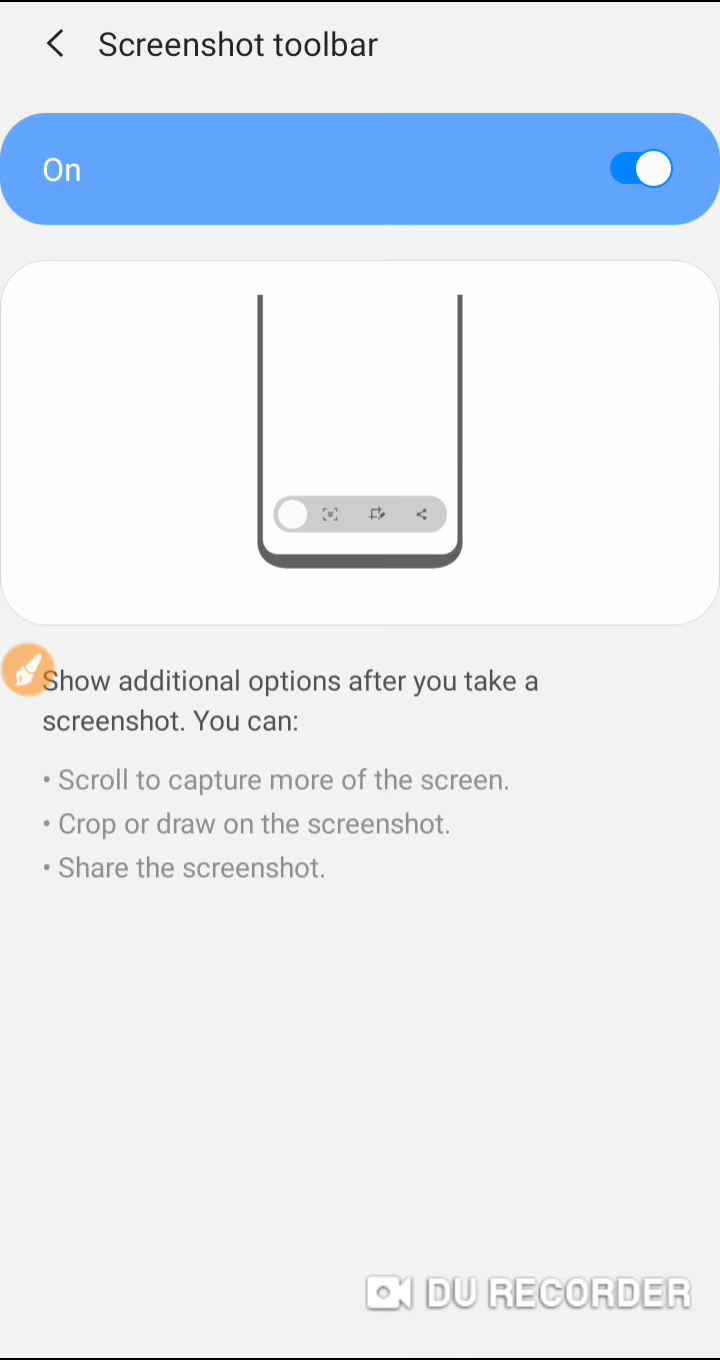 Screenshot toolbar
On
Show additional options after you take a
screenshot. You can:
• Scroll to capture more of the screen.
• Crop or draw on the screenshot.
• Share the screenshot.
DU RECORDER